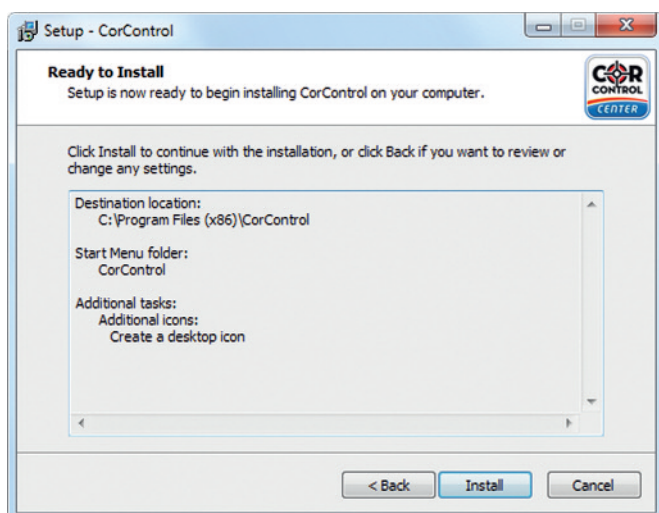 Setup - CorControl
Ready to Install
Setup is now ready to begin installing CorControl on your computer.
COR
CONTROL
CENTER
Click Install to continue with the installation, or click Back if you want to review or
change any settings.
Destination location:
C:\Program Files (x86)\CorControl
Start Menu folder:
CorControl
Additional tasks:
Additional icons:
Create a desktop icon
< Back
Install
Cancel